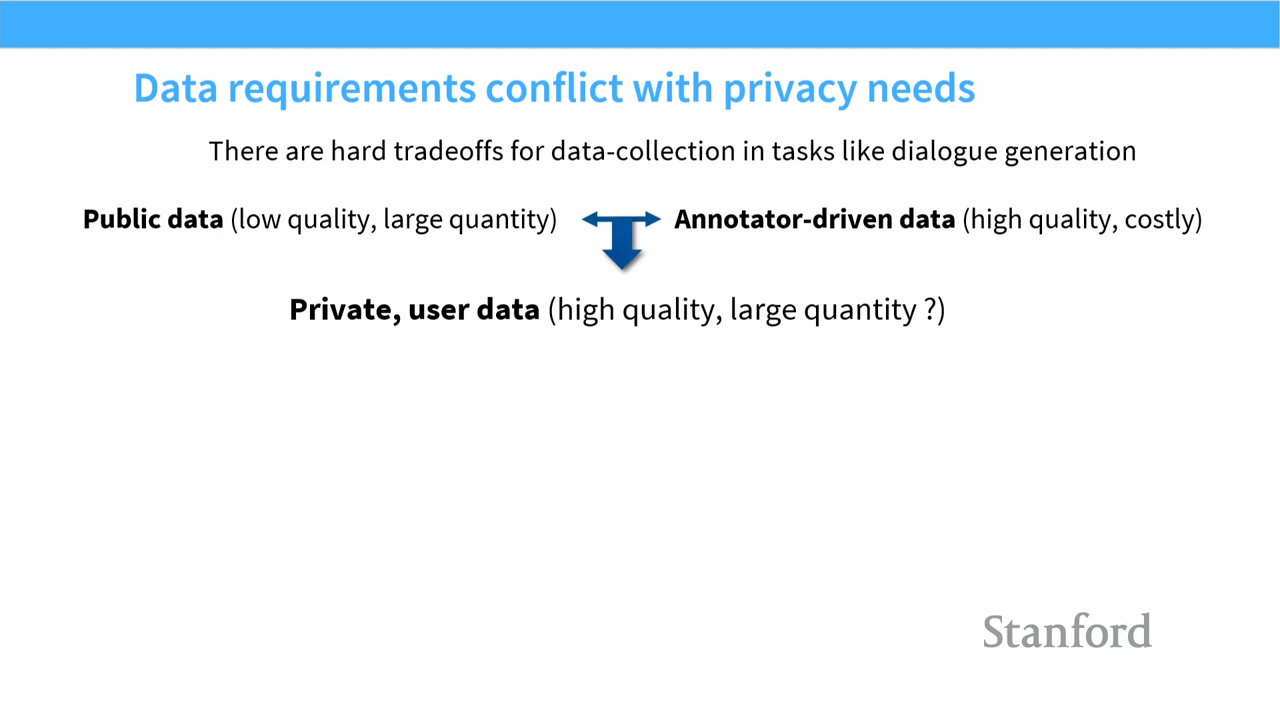 Data requirements conflict with privacy needs
There are hard tradeoffs for data-collection in tasks like dialogue generation
Public data (low quality, large quantity)
Annotator-driven data (high quality, costly)
Private, user data (high quality, large quantity ?)
Stanford